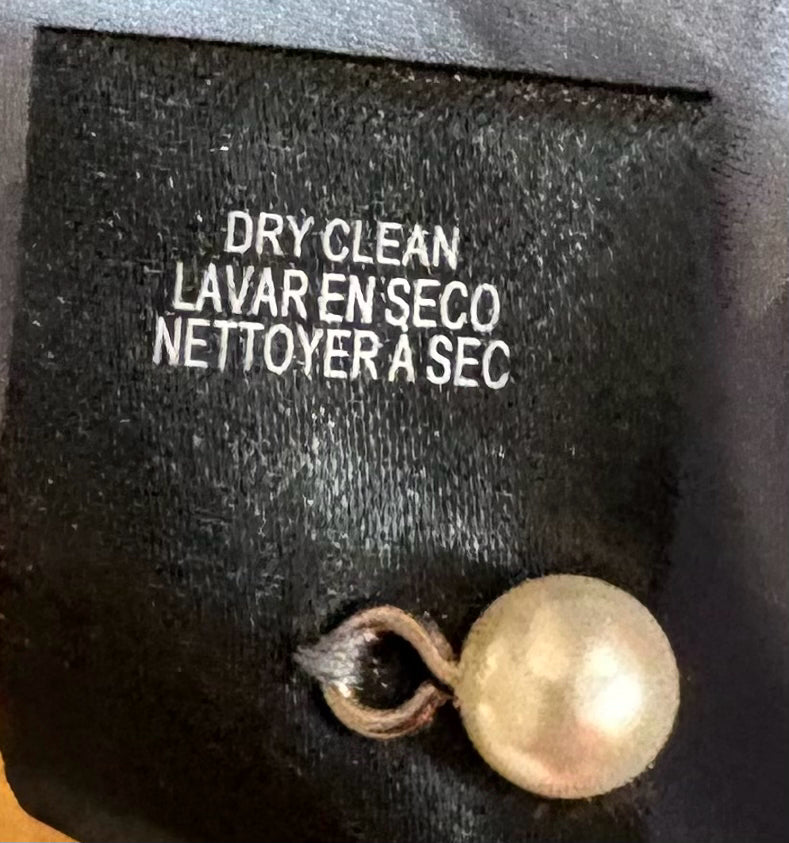 DRY CLEAN
LAVAR EN SECO
NETTOYER À SEC